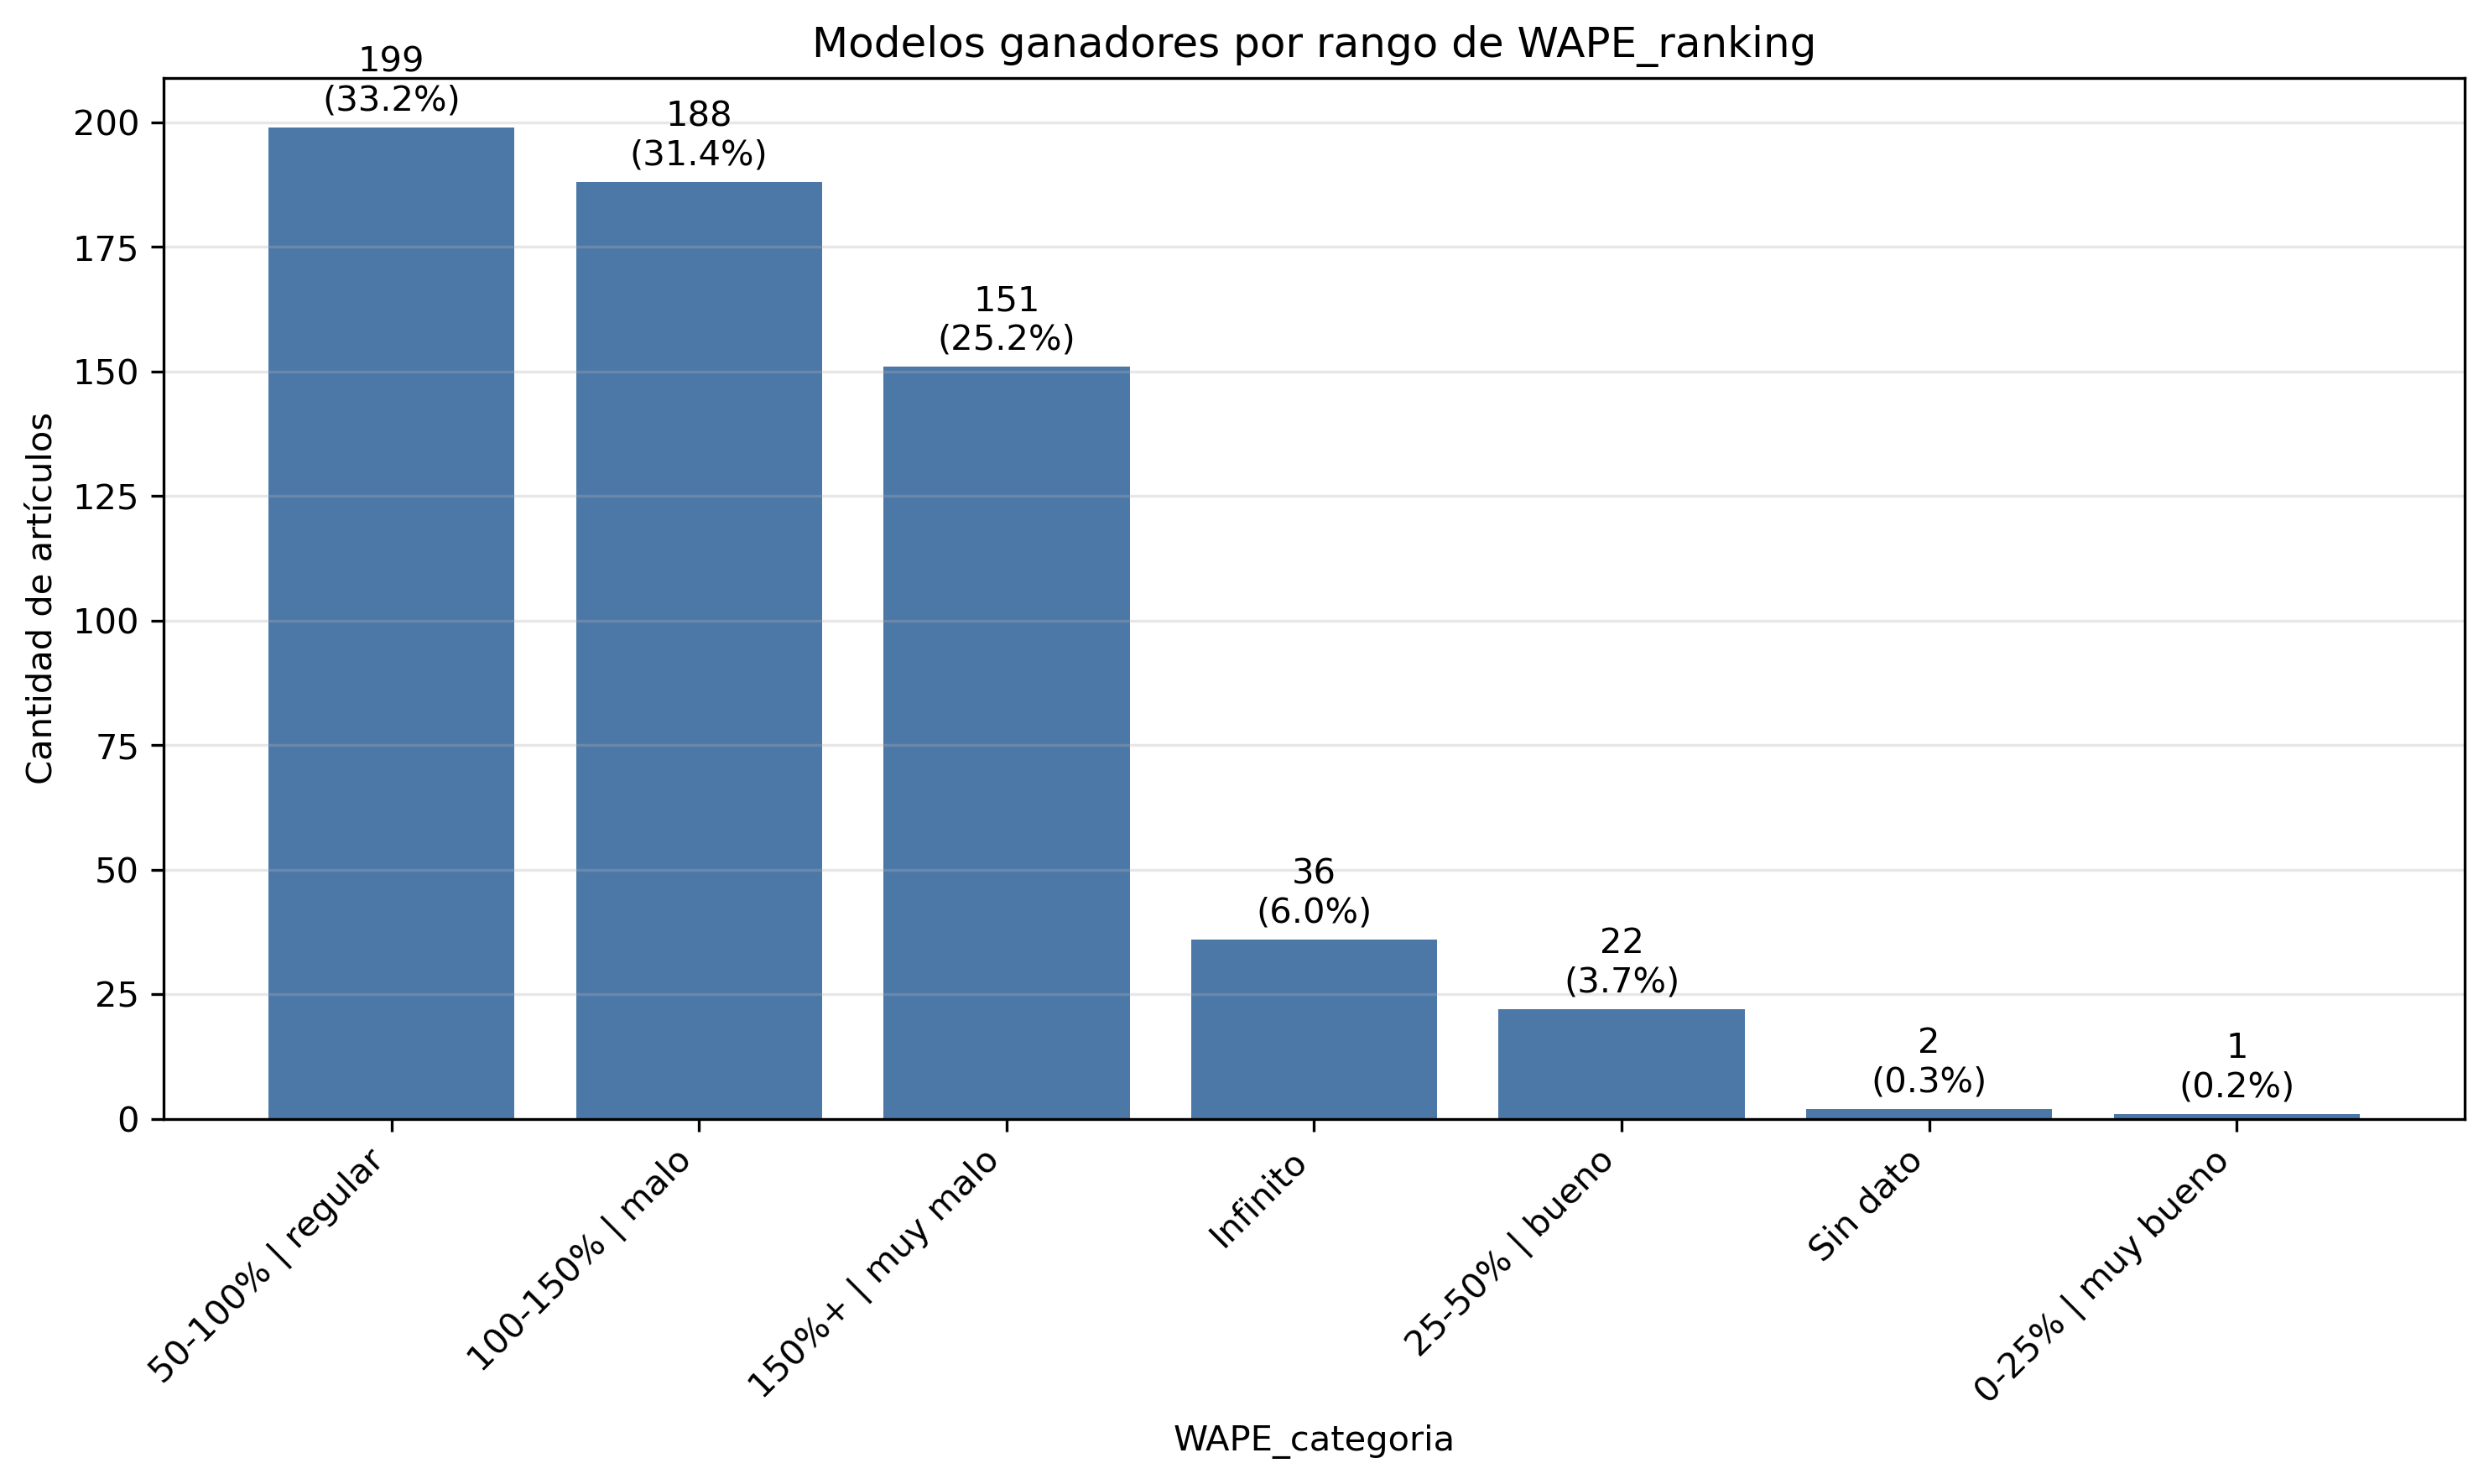 Modelos ganadores por rango de WAPE_ranking
199
(33.2%)
188
(31.4%)
151
(25.2%)
36
(6.0%)
22
(3.7%)
2
(0.3%)
1
(0.2%)
Cantidad de artículos
200
175
150
125
100
75
50
25
0
50-100% | regular
100-150% | malo
150%+ | muy malo
Infinito
25-50% | bueno
Sin dato
0-25% | muy bueno
WAPE_categoria